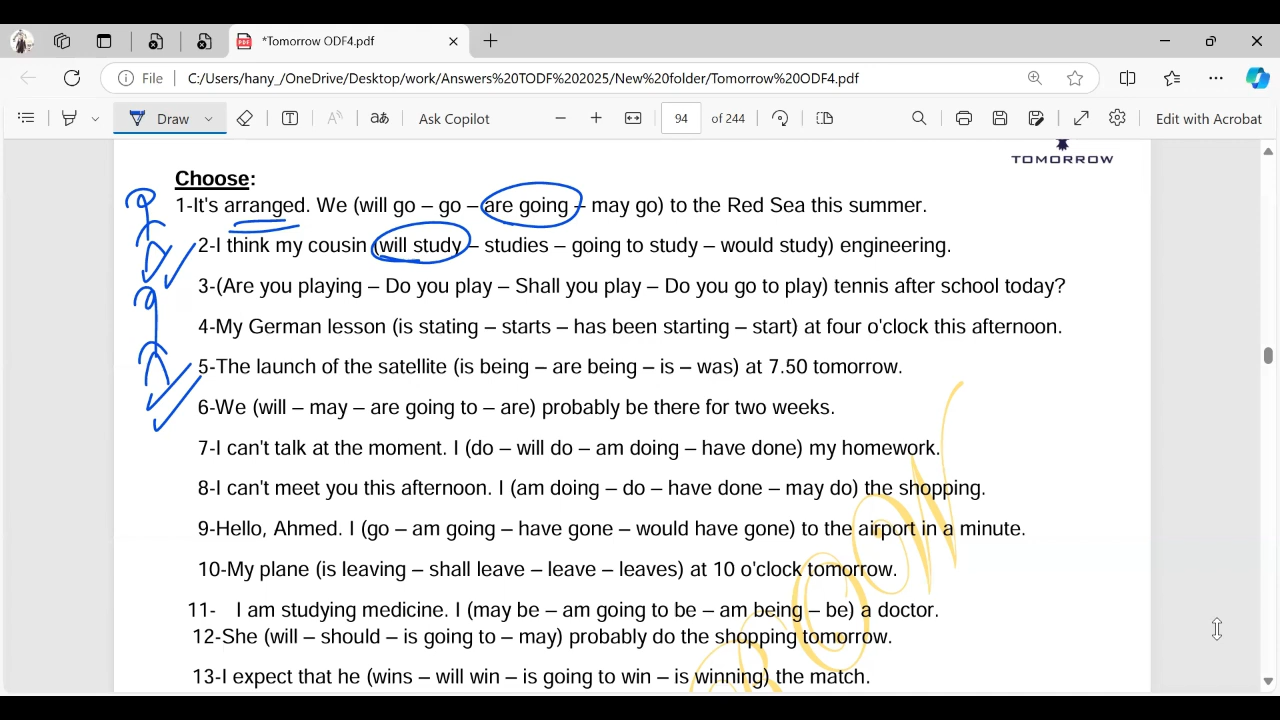 *Tomorrow ODF4.pdf
File
C:/Users/hany_/OneDrive/Desktop/work/Answers%20TODF%202025/New%20folder/Tomorrow%20ODF4.pdf
Draw
Ask Copilot
94 of 244
Edit with Acrobat
TOMORROW
Choose:
1-It's arranged. We (will go – go – are going – may go) to the Red Sea this summer.
2-I think my cousin (will study – studies – going to study – would study) engineering.
3-(Are you playing – Do you play – Shall you play – Do you go to play) tennis after school today?
4-My German lesson (is stating – starts – has been starting – start) at four o'clock this afternoon.
5-The launch of the satellite (is being – are being – is – was) at 7.50 tomorrow.
6-We (will – may – are going to – are) probably be there for two weeks.
7-I can't talk at the moment. I (do – will do – am doing – have done) my homework.
8-I can't meet you this afternoon. I (am doing – do – have done – may do) the shopping.
9-Hello, Ahmed. I (go – am going – have gone – would have gone) to the airport in a minute.
10-My plane (is leaving – shall leave – leave – leaves) at 10 o'clock tomorrow.
11- I am studying medicine. I (may be – am going to be – am being – be) a doctor.
12-She (will – should – is going to – may) probably do the shopping tomorrow.
13-I expect that he (wins – will win – is going to win – is winning) the match.